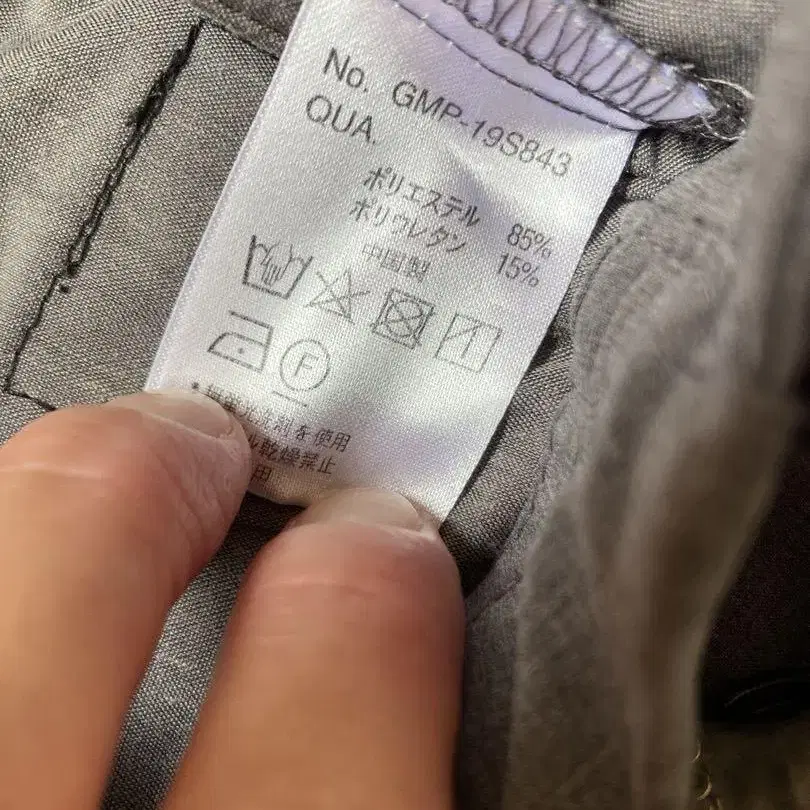 No. GMP-19S843
QUA.
ポリエステル 85%
ポリウレタン 15%
中国製
F
を使用
乾燥禁止
用